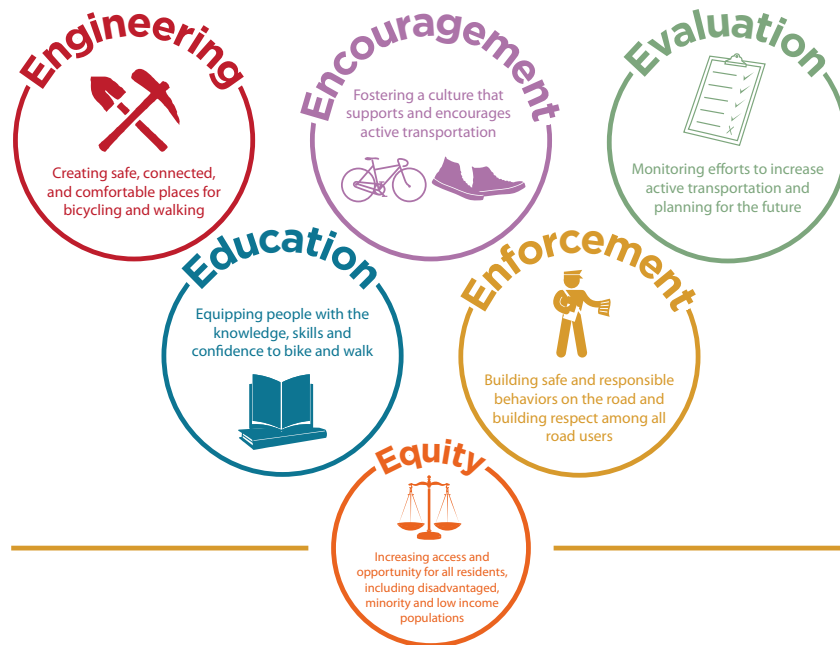 Engineering
Creating safe, connected,
and comfortable places for
bicycling and walking
Encouragement
Fostering a culture that
supports and encourages
active transportation
Evaluation
Monitoring efforts to increase
active transportation and
planning for the future
Education
Equipping people with the
knowledge, skills and
confidence to bike and walk
Enforcement
Building safe and responsible
behaviors on the road and
building respect among all
road users
Equity
Increasing access and
opportunity for all residents,
including disadvantaged,
minority and low income
populations